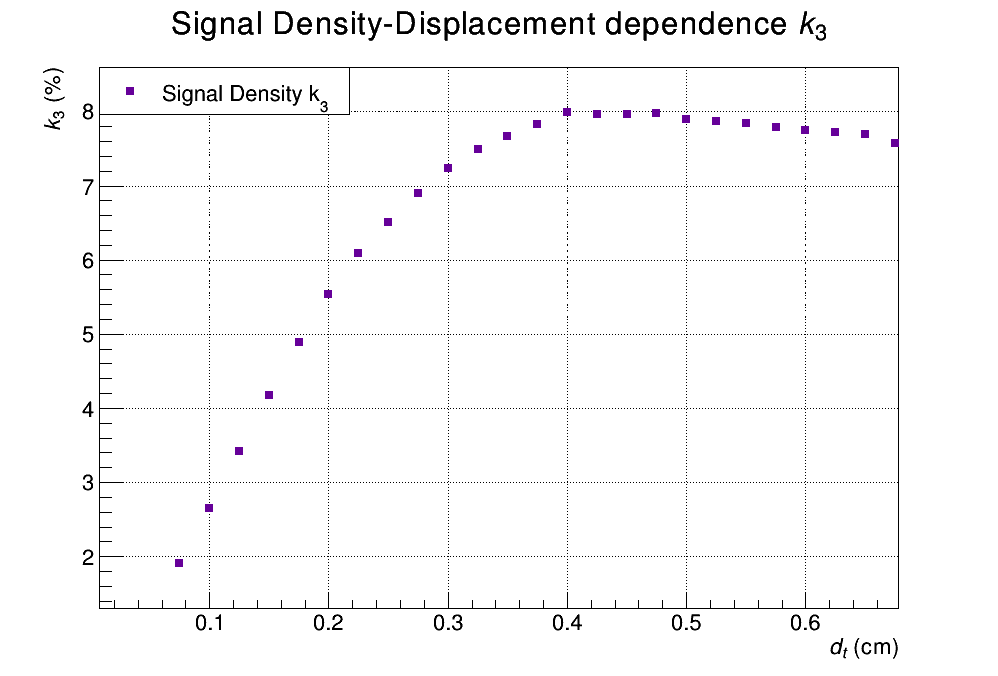 Signal Density-Displacement dependence k₃
k₃ (%)
Signal Density k₃
8
7
6
5
4
3
2
0.1 0.2 0.3 0.4 0.5 0.6
dₜ (cm)